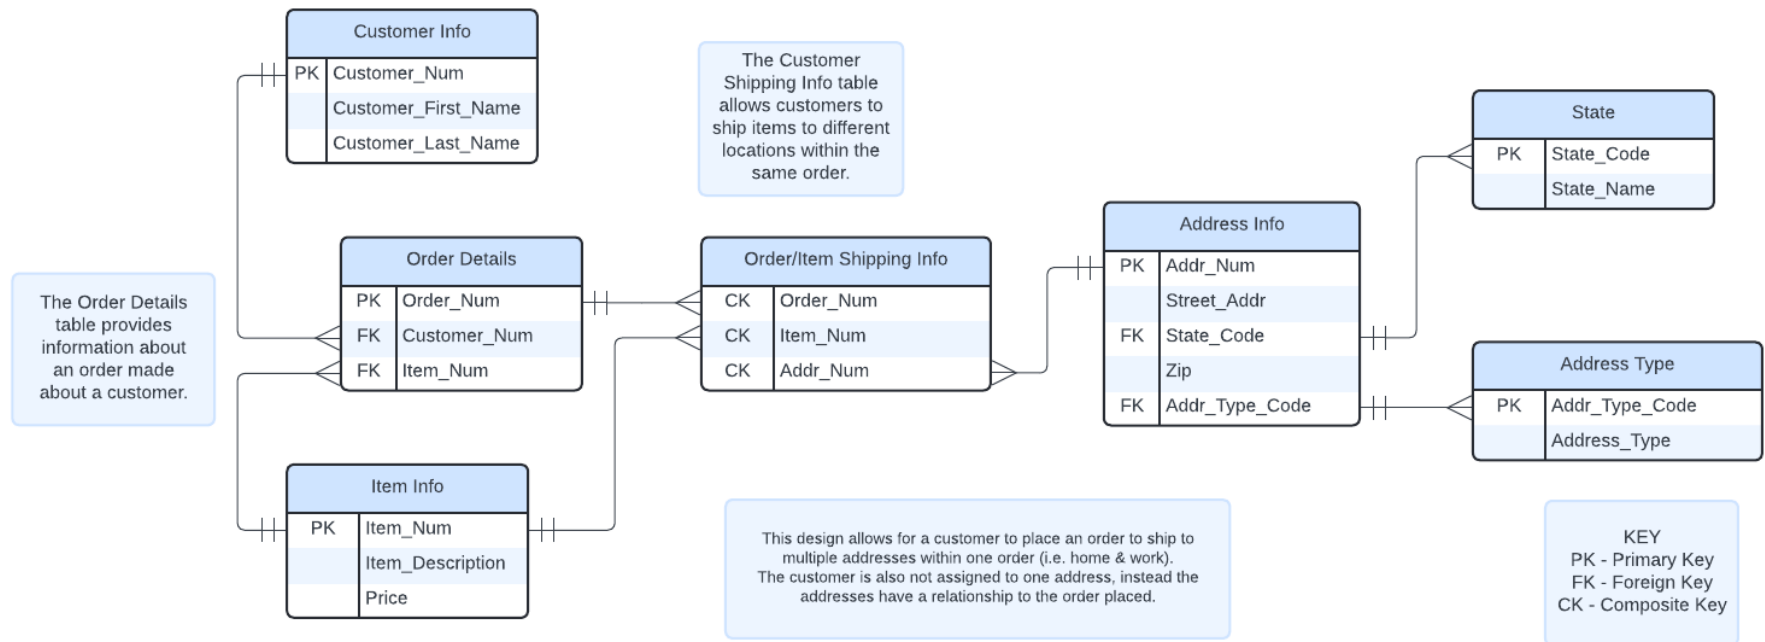 Customer Info
PK Customer_Num
Customer_First_Name
Customer_Last_Name
The Customer
Shipping Info table
allows customers to
ship items to different
locations within the
same order.
State
PK State_Code
State_Name
Address Info
PK Addr_Num
Street_Addr
FK State_Code
Zip
FK Addr_Type_Code
Order Details
PK Order_Num
FK Customer_Num
FK Item_Num
Order/Item Shipping Info
CK Order_Num
CK Item_Num
CK Addr_Num
The Order Details
table provides
information about
an order made
about a customer.
Address Type
PK Addr_Type_Code
Address_Type
Item Info
PK Item_Num
Item_Description
Price
This design allows for a customer to place an order to ship to
multiple addresses within one order (i.e. home & work).
The customer is also not assigned to one address, instead the
addresses have a relationship to the order placed.
KEY
PK - Primary Key
FK - Foreign Key
CK - Composite Key